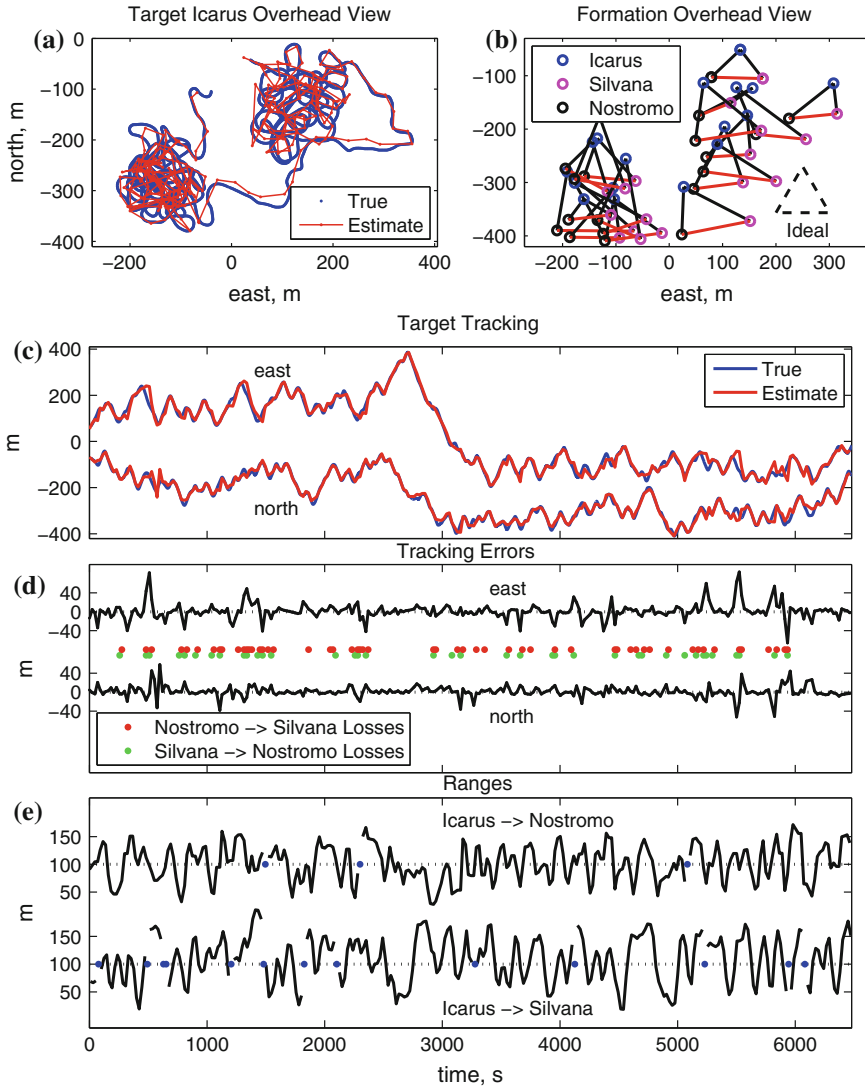 Target Icarus Overhead View
(a)
0
−100
−200
−300
−400
north, m
−200
0
200
400
east, m
True
Estimate
Formation Overhead View
(b)
−100
−200
−300
−400
Icarus
Silvana
Nostromo
Ideal
−200
−100
0
100
200
300
east, m
Target Tracking
(c)
400
200
0
−200
−400
m
east
north
True
Estimate
Tracking Errors
(d)
40
0
−40
m
40
0
−40
east
north
Nostromo −> Silvana Losses
Silvana −> Nostromo Losses
Ranges
(e)
150
100
50
m
150
100
50
Icarus −> Nostromo
Icarus −> Silvana
0
1000
2000
3000
4000
5000
6000
time, s